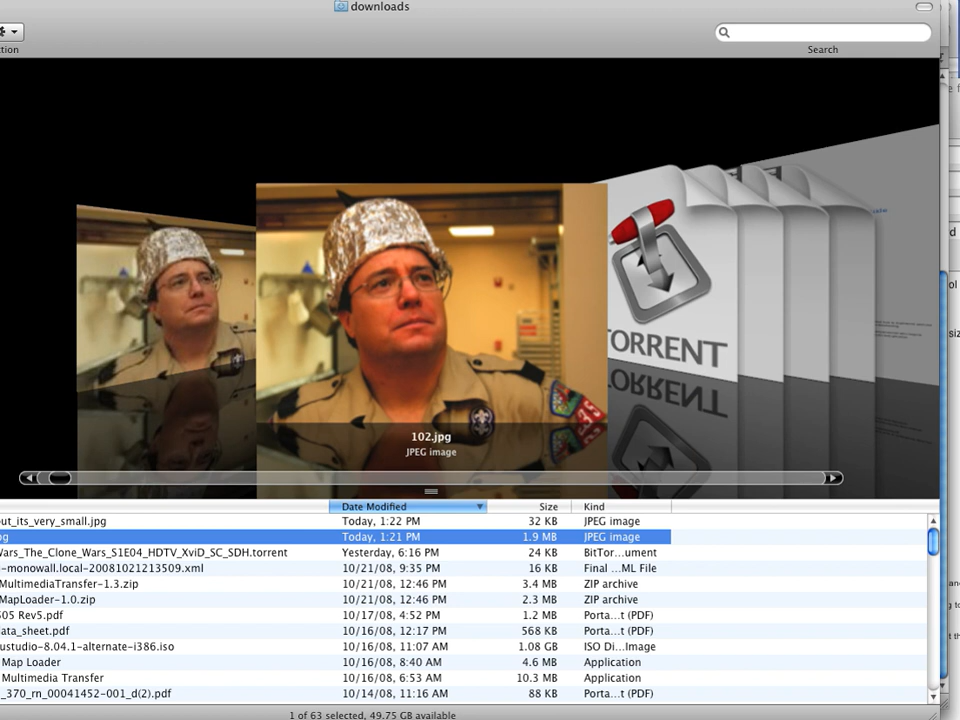 downloads
tion
Search
TORRENT
102.jpg
JPEG image
Date Modified Size Kind
ut_its_very_small.jpg Today, 1:22 PM 32 KB JPEG image
pg Today, 1:21 PM 1.9 MB JPEG image
Wars_The_Clone_Wars_S1E04_HDTV_XviD_SC_SDH.torrent Yesterday, 6:16 PM 24 KB BitTor...ument
-monowall.local-20081021213509.xml 10/21/08, 9:35 PM 16 KB Final ...ML File
MultimediaTransfer-1.3.zip 10/21/08, 12:46 PM 3.4 MB ZIP archive
MapLoader-1.0.zip 10/21/08, 12:46 PM 2.3 MB ZIP archive
505 Rev5.pdf 10/17/08, 4:52 PM 1.2 MB Porta...t (PDF)
ata_sheet.pdf 10/16/08, 12:17 PM 568 KB Porta...t (PDF)
ustudio-8.04.1-alternate-i386.iso 10/16/08, 11:07 AM 1.08 GB ISO Di...Image
Map Loader 10/16/08, 8:40 AM 4.6 MB Application
Multimedia Transfer 10/16/08, 6:53 AM 10.3 MB Application
_370_rn_00041452-001_d(2).pdf 10/14/08, 11:16 AM 88 KB Porta...t (PDF)
1 of 63 selected, 49.75 GB available